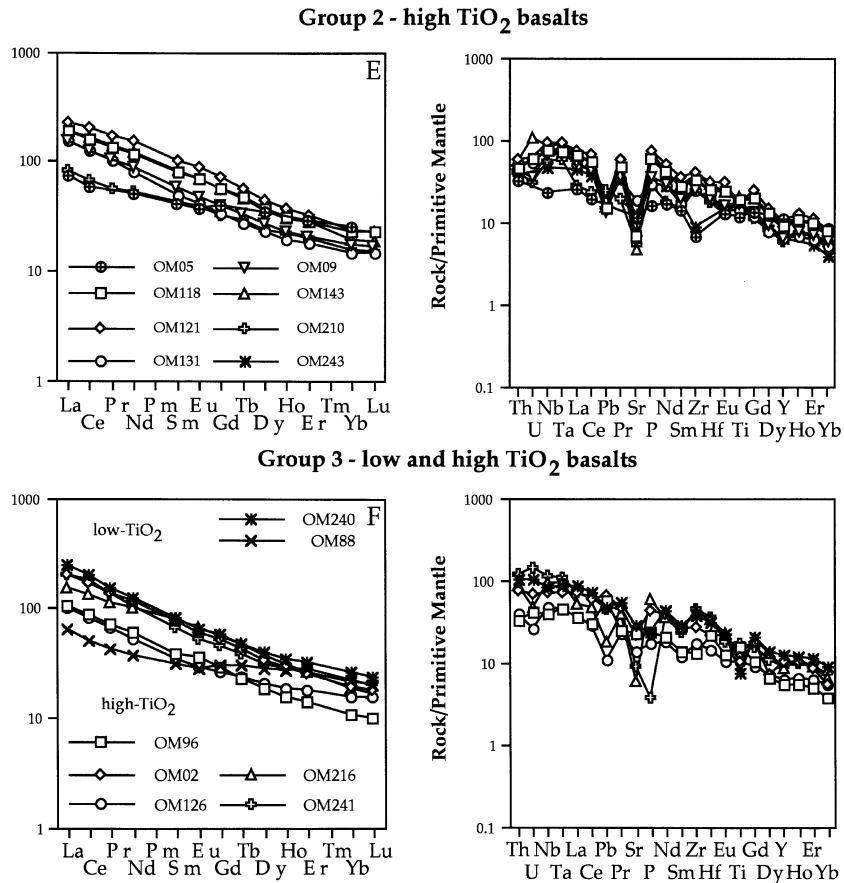 Group 2 - high TiO2 basalts
1000
100
10
1
E
OM05
OM118
OM121
OM131
OM09
OM143
OM210
OM243
La Pr Pm Eu Tb Ho Tm Lu
Ce Nd Sm Gd Dy Er Yb
Rock/Primitive Mantle
1000
100
10
1
0.1
Th Nb La Pb Sr Nd Zr Eu Gd Y Er
U Ta Ce Pr P Sm Hf Ti Dy Ho Yb
Group 3 - low and high TiO2 basalts
1000
100
10
1
F
low-TiO2
OM240
OM88
high-TiO2
OM96
OM02
OM126
OM216
OM241
La Pr Pm Eu Tb Ho Tm Lu
Ce Nd Sm Gd Dy Er Yb
Rock/Primitive Mantle
1000
100
10
1
0.1
Th Nb La Pb Sr Nd Zr Eu Gd Y Er
U Ta Ce Pr P Sm Hf Ti Dy Ho Yb